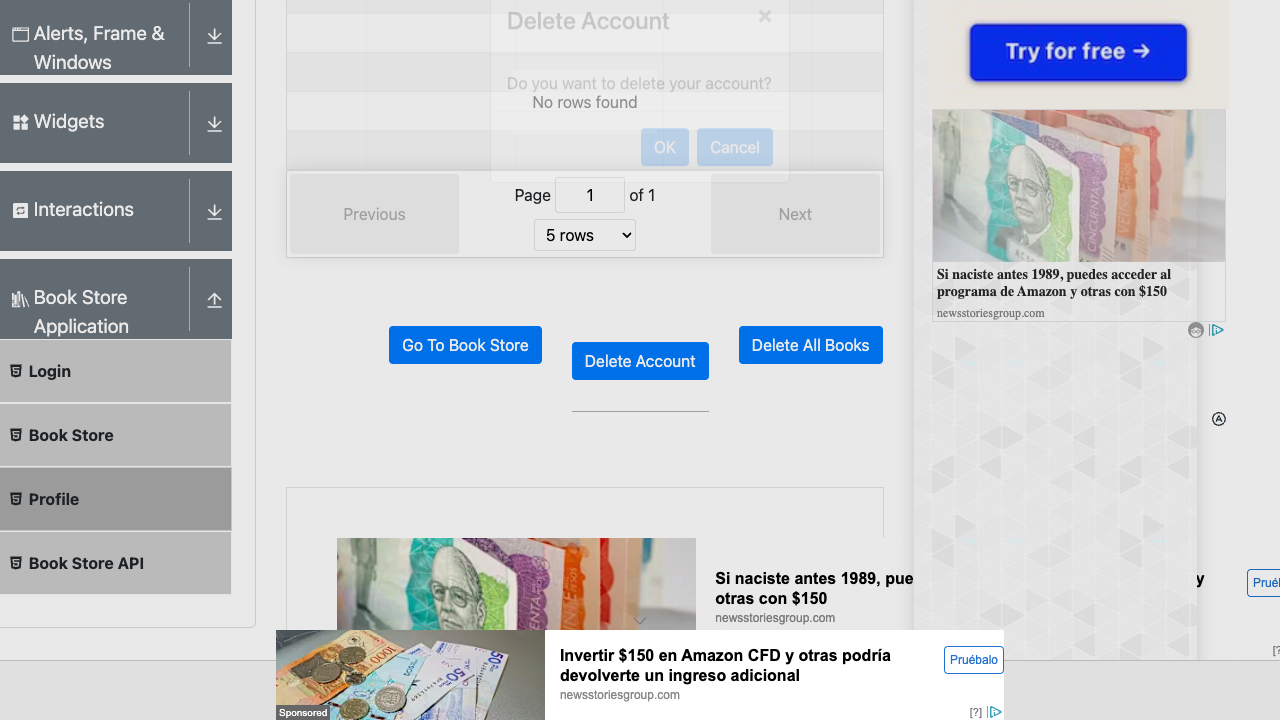 Alerts, Frame &
Windows
Widgets
Interactions
Book Store
Application
Login
Book Store
Profile
Book Store API
Delete Account
×
Do you want to delete your account?
No rows found
OK
Cancel
Previous
Page 1 of 1
5 rows
Next
Go To Book Store
Delete Account
Delete All Books
Try for free →
Si naciste antes 1989, puedes acceder al
programa de Amazon y otras con $150
newsstoriesgroup.com
Si naciste antes 1989, pue
y
otras con $150
newsstoriesgroup.com
Invertir $150 en Amazon CFD y otras podría
devolverte un ingreso adicional
newsstoriesgroup.com
Pruébalo
Sponsored
[?]